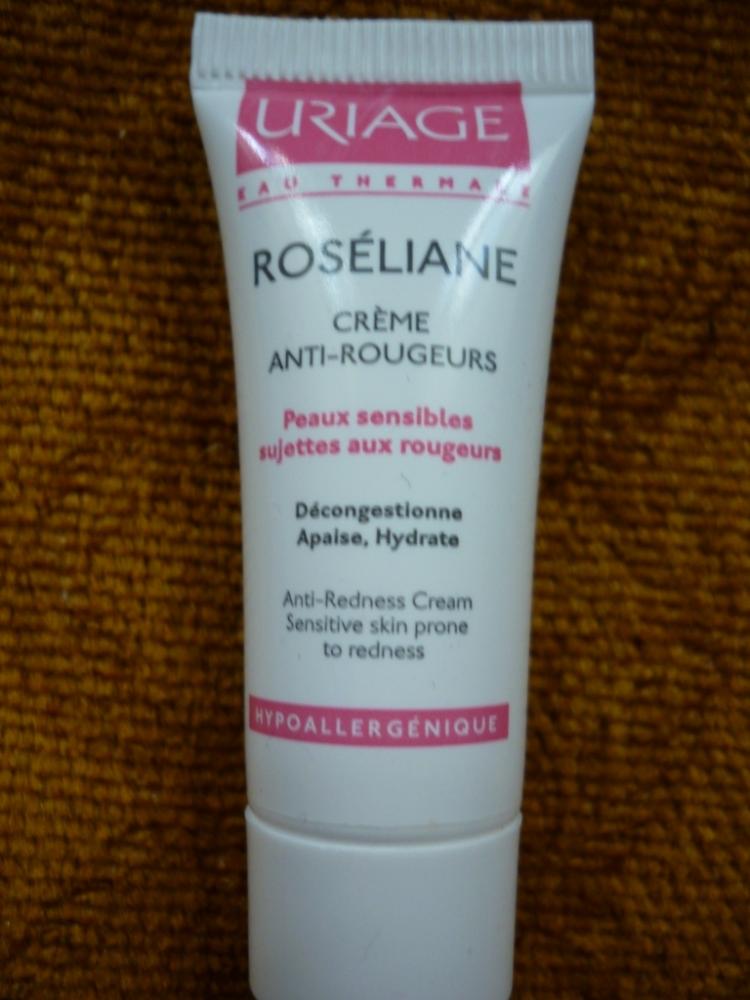 URIAGE
EAU THERMALE
ROSÉLIANE
CRÈME
ANTI-ROUGEURS
Peaux sensibles
sujettes aux rougeurs
Décongestionne
Apaise, Hydrate
Anti-Redness Cream
Sensitive skin prone
to redness
HYPOALLERGÉNIQUE